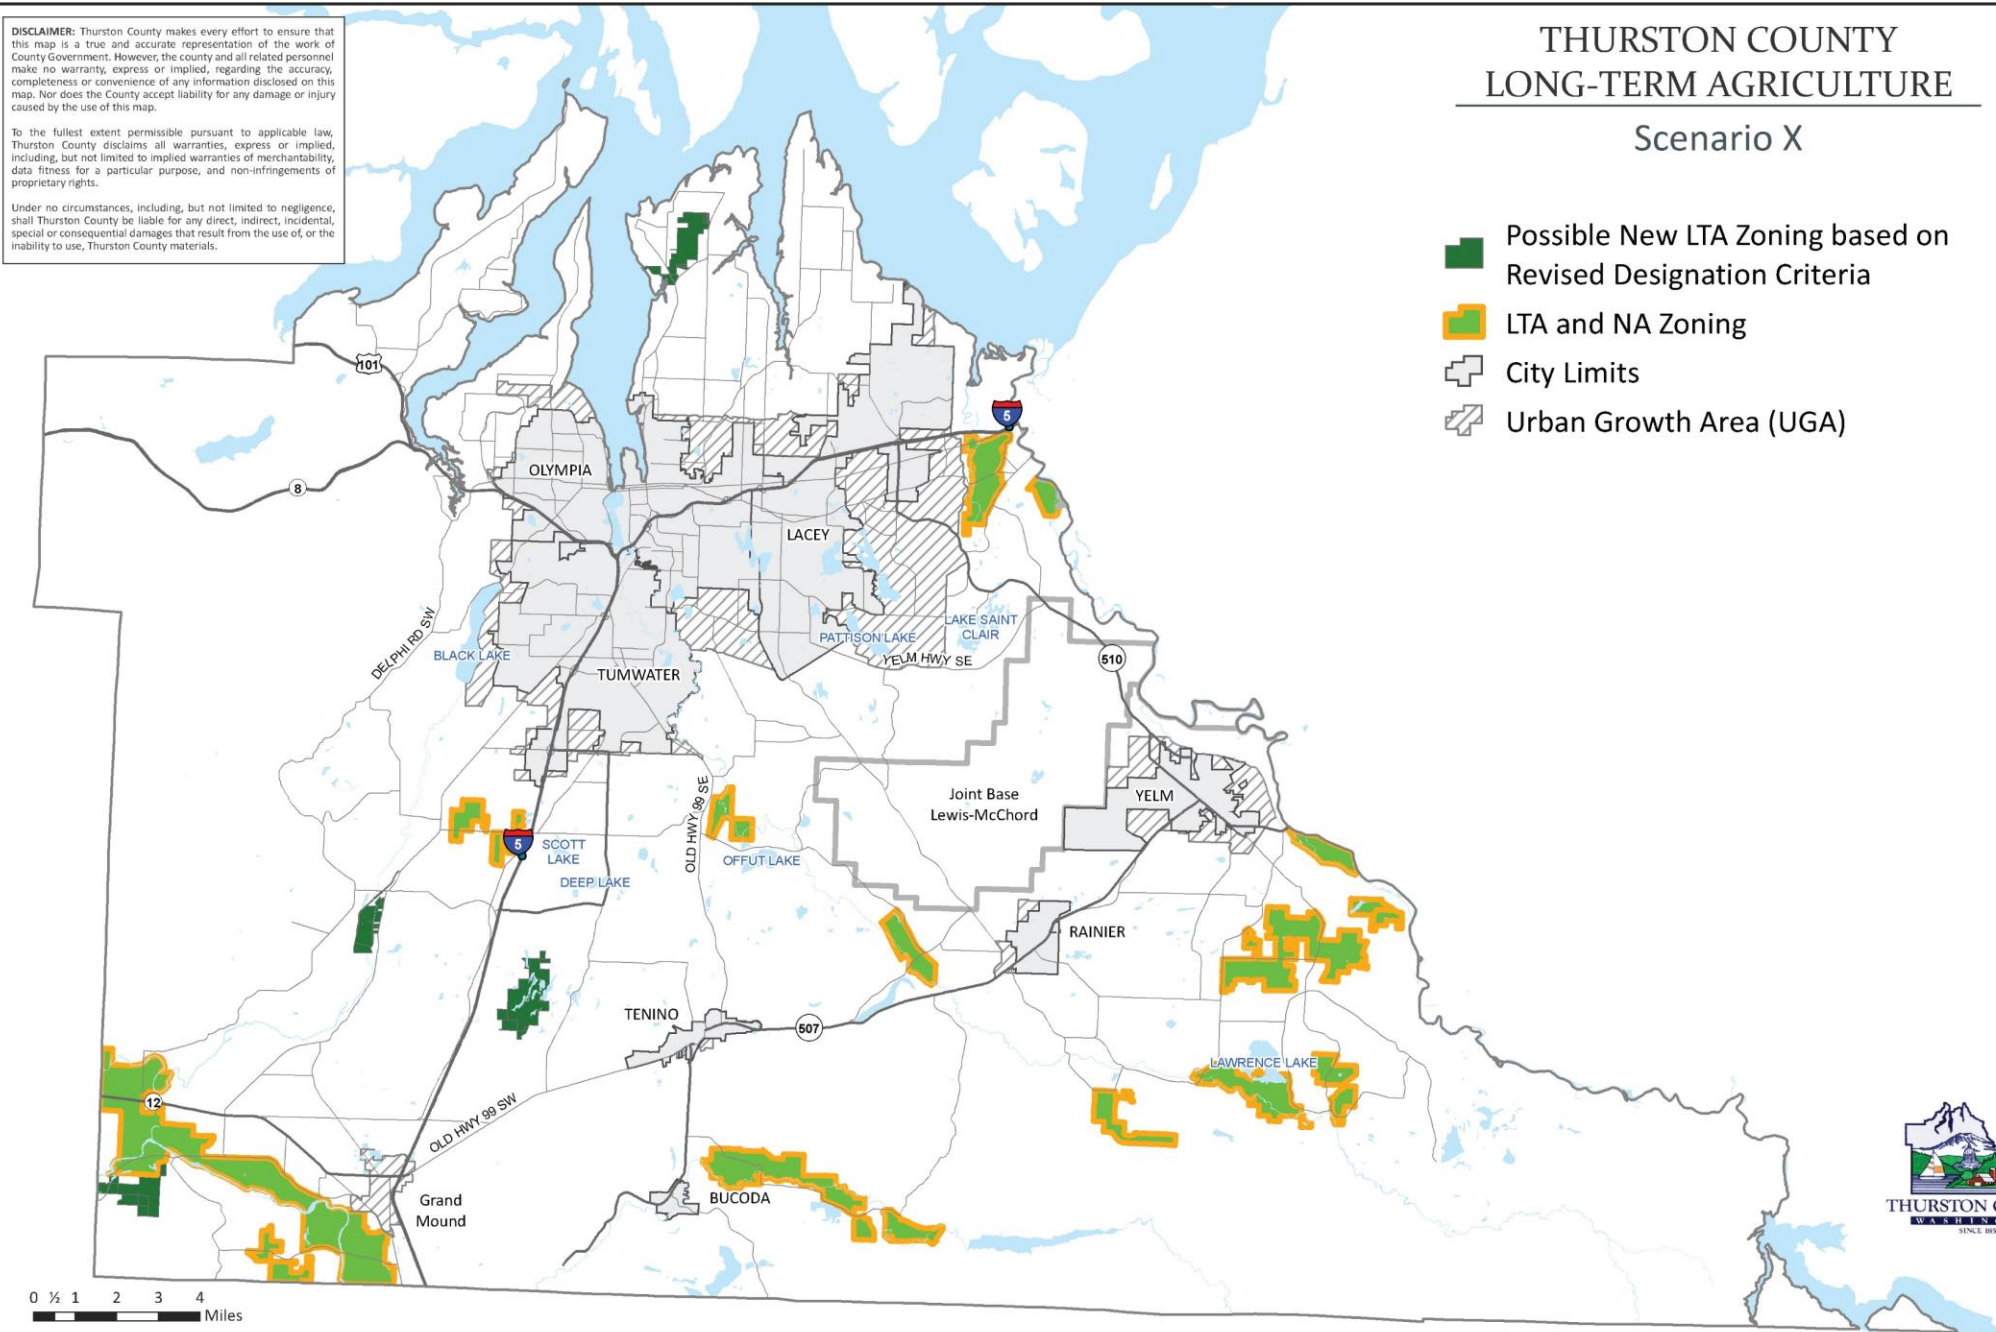 DISCLAIMER: Thurston County makes every effort to ensure that
this map is a true and accurate representation of the work of
County Government. However, the county and all related personnel
make no warranty, express or implied, regarding the accuracy,
completeness or convenience of any information disclosed on this
map. Nor does the County accept liability for any damage or injury
caused by the use of this map.
To the fullest extent permissible pursuant to applicable law,
Thurston County disclaims all warranties, express or implied,
including, but not limited to implied warranties of merchantability,
data fitness for a particular purpose, and non-infringements of
proprietary rights.
Under no circumstances, including, but not limited to negligence,
shall Thurston County be liable for any direct, indirect, incidental,
special or consequential damages that result from the use of, or the
inability to use, Thurston County materials.
THURSTON COUNTY
LONG-TERM AGRICULTURE
Scenario X
Possible New LTA Zoning based on
Revised Designation Criteria
LTA and NA Zoning
City Limits
Urban Growth Area (UGA)
101
5
8
OLYMPIA
LACEY
DELPHI RD SW
BLACK LAKE
TUMWATER
PATTISON LAKE
LAKE SAINT
CLAIR
YELM HWY SE
510
Joint Base
Lewis-McChord
YELM
OLD HWY 99 SE
5
SCOTT
LAKE
DEEP LAKE
OFFUT LAKE
RAINIER
TENINO
507
LAWRENCE LAKE
12
OLD HWY 99 SW
Grand
Mound
BUCODA
THURSTON C
WASHIN
SINCE 185
0 ½ 1 2 3 4
Miles